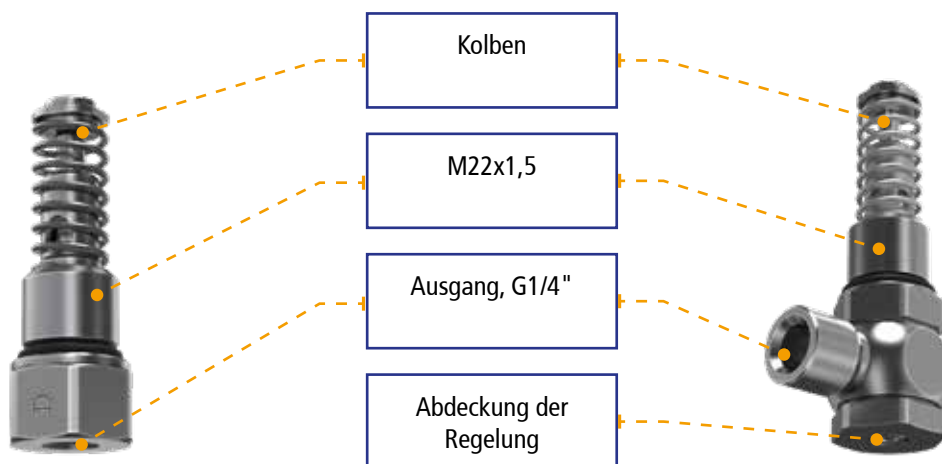 Kolben
M22x1,5
Ausgang, G1/4"
Abdeckung der
Regelung